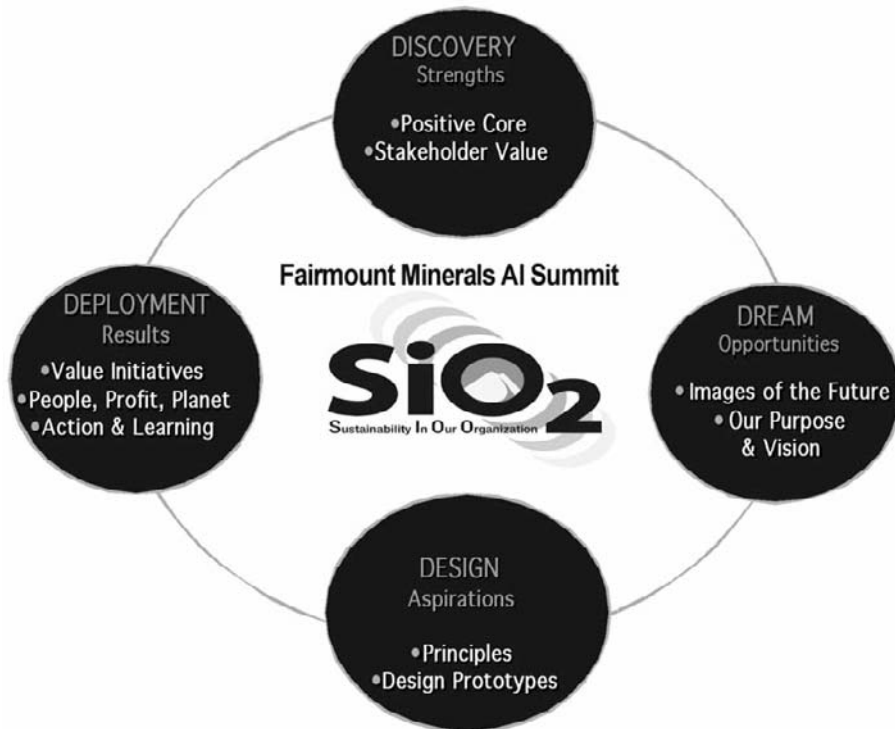 DISCOVERY
Strengths
•Positive Core
•Stakeholder Value
Fairmount Minerals AI Summit
SiO2
Sustainability In Our Organization
DEPLOYMENT
Results
•Value Initiatives
•People, Profit, Planet
•Action & Learning
DREAM
Opportunities
• Images of the Future
• Our Purpose
& Vision
DESIGN
Aspirations
•Principles
•Design Prototypes